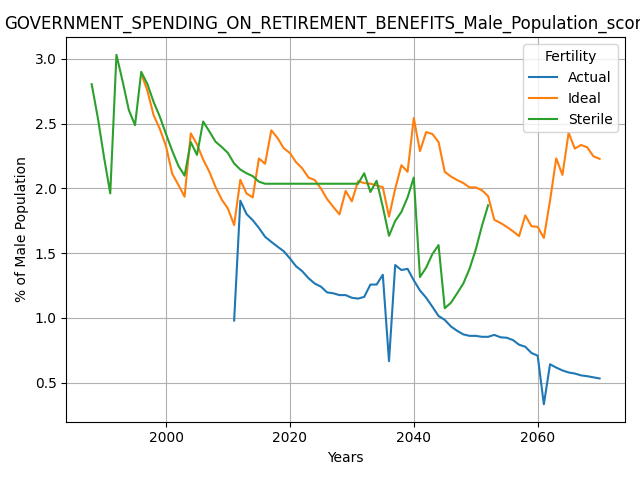 GOVERNMENT_SPENDING_ON_RETIREMENT_BENEFITS_Male_Population_scor
Fertility
Actual
Ideal
Sterile
% of Male Population
3.0
2.5
2.0
1.5
1.0
0.5
2000 2020 2040 2060
Years